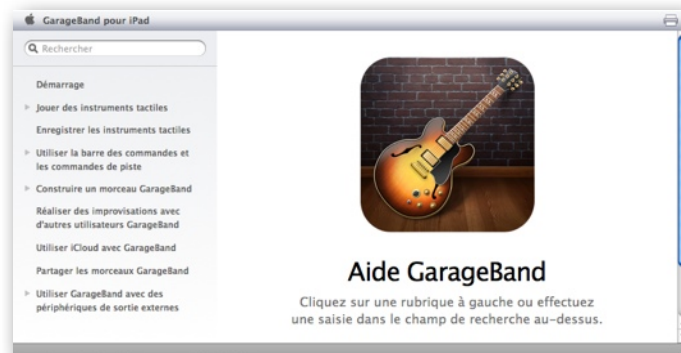 GarageBand pour iPad
Rechercher
Démarrage
Jouer des instruments tactiles
Enregistrer les instruments tactiles
Utiliser la barre des commandes et
les commandes de piste
Construire un morceau GarageBand
Réaliser des improvisations avec
d'autres utilisateurs GarageBand
Utiliser iCloud avec GarageBand
Partager les morceaux GarageBand
Utiliser GarageBand avec des
périphériques de sortie externes
Aide GarageBand
Cliquez sur une rubrique à gauche ou effectuez
une saisie dans le champ de recherche au-dessus.